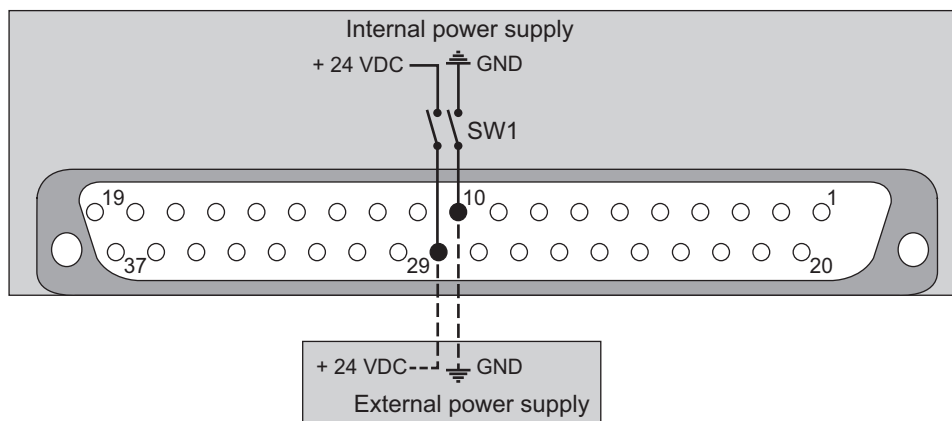 Internal power supply
+ 24 VDC GND
SW1
19 10 1
37 29 20
+ 24 VDC GND
External power supply